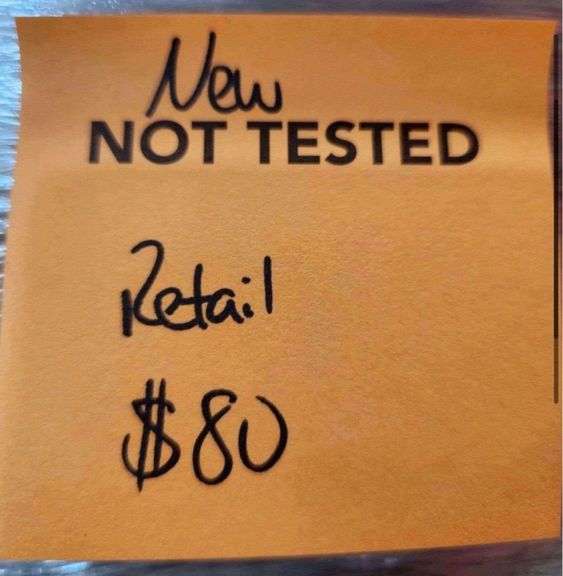 New
NOT TESTED
Retail
$80